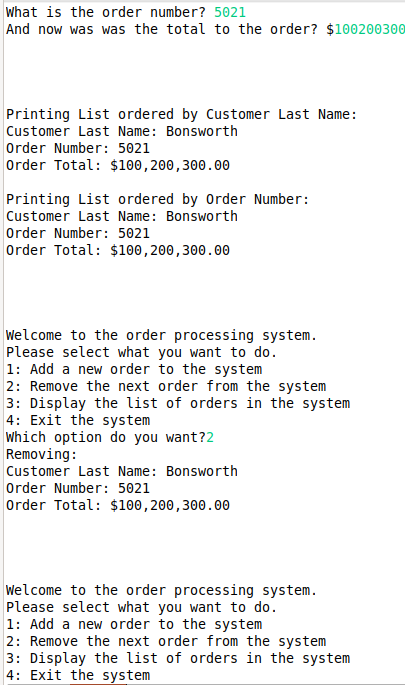 What is the order number? 5021
And now was was the total to the order? $100200300
Printing List ordered by Customer Last Name:
Customer Last Name: Bonsworth
Order Number: 5021
Order Total: $100,200,300.00
Printing List ordered by Order Number:
Customer Last Name: Bonsworth
Order Number: 5021
Order Total: $100,200,300.00
Welcome to the order processing system.
Please select what you want to do.
1: Add a new order to the system
2: Remove the next order from the system
3: Display the list of orders in the system
4: Exit the system
Which option do you want?2
Removing:
Customer Last Name: Bonsworth
Order Number: 5021
Order Total: $100,200,300.00
Welcome to the order processing system.
Please select what you want to do.
1: Add a new order to the system
2: Remove the next order from the system
3: Display the list of orders in the system
4: Exit the system